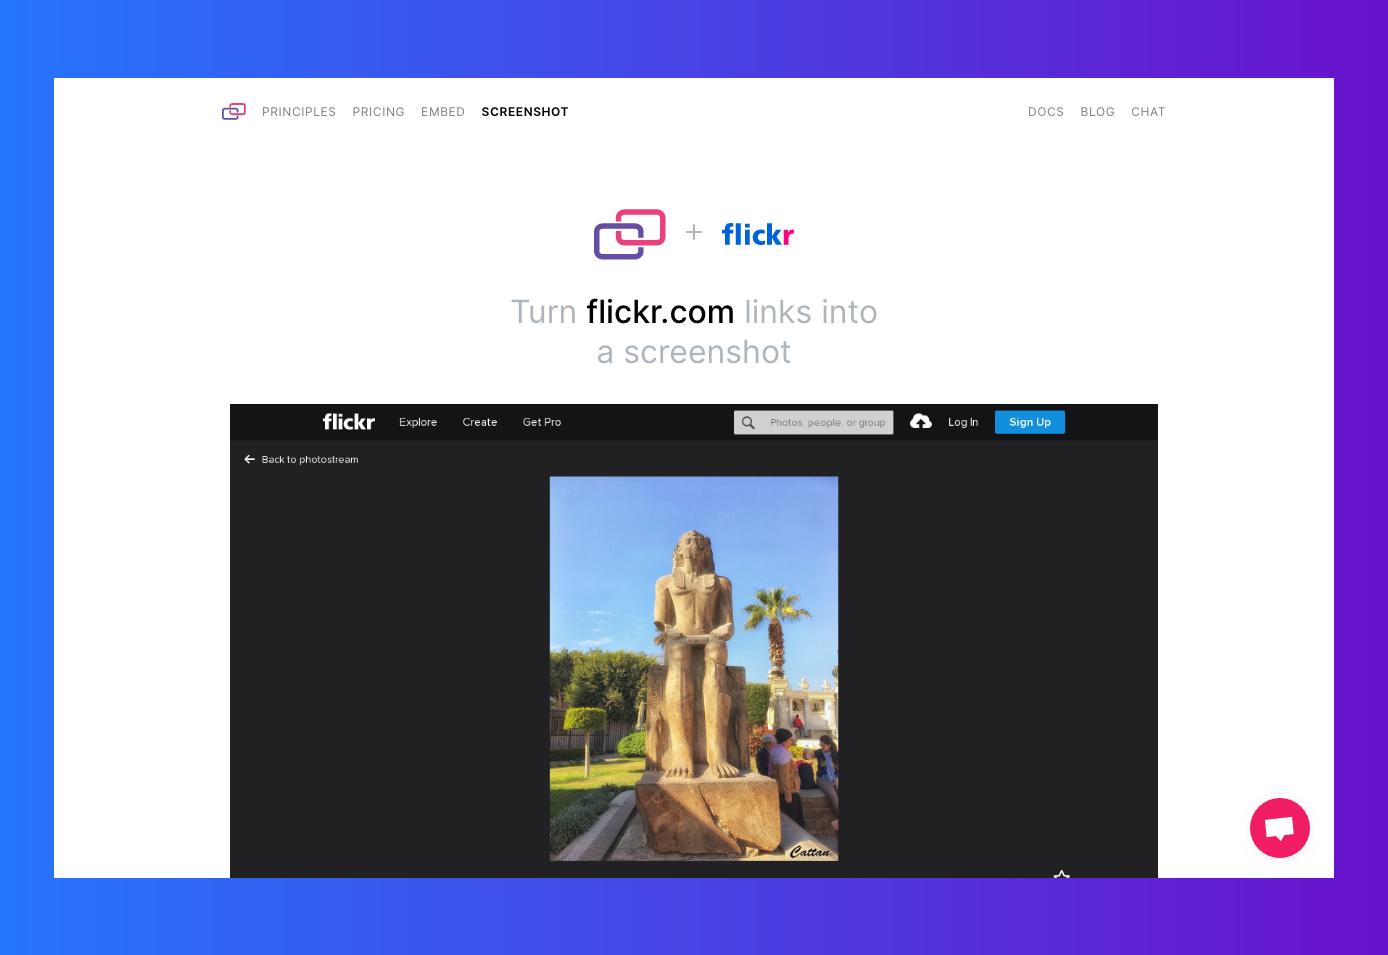 PRINCIPLES PRICING EMBED SCREENSHOT DOCS BLOG CHAT
+ flickr
Turn flickr.com links into
a screenshot
flickr Explore Create Get Pro Photos, people, or group Log In Sign Up
Back to photostream
Cattan